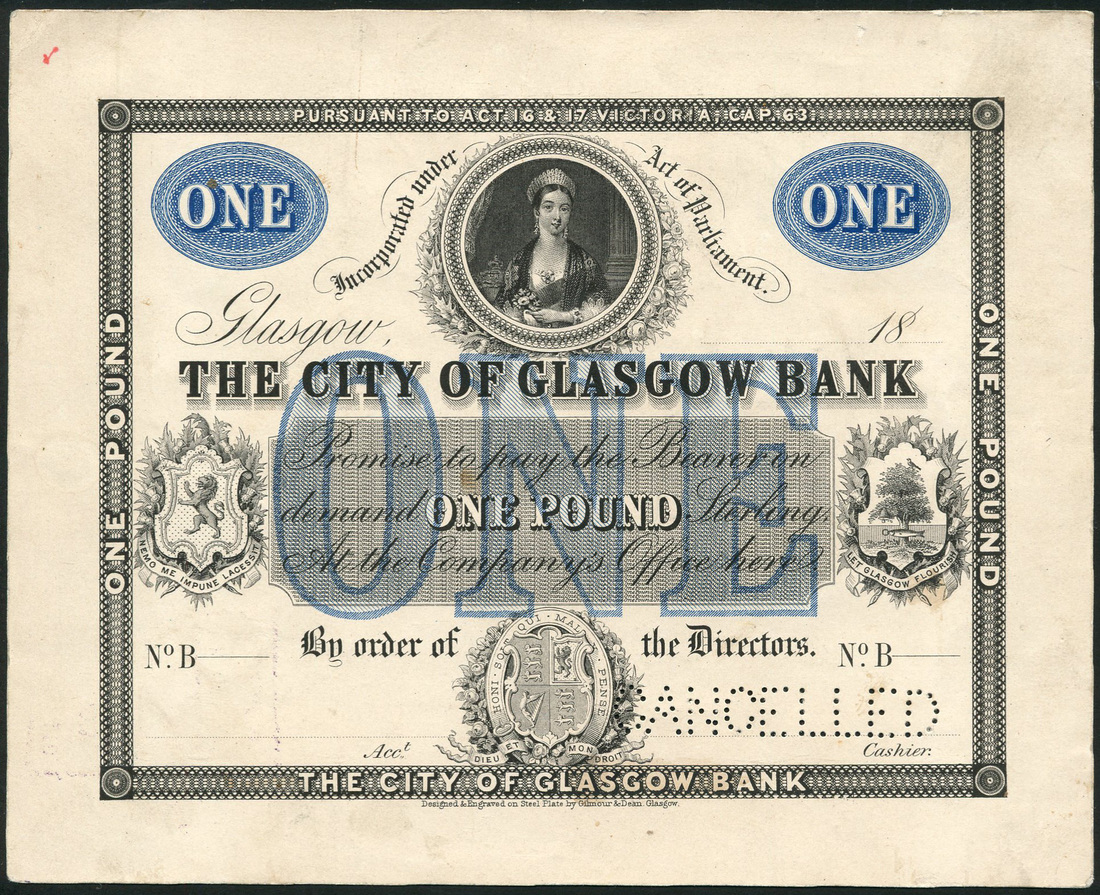 PURSUANT TO ACT 16 & 17 VICTORIA, CAP. 63.
ONE
Incorporated under
Act of Parliament.
ONE
Glasgow,
18
THE CITY OF GLASGOW BANK
ONE
Promise to pay the Bearer on
demand ONE POUND Sterling
At the Company's Office here
NEMO ME IMPUNE LACESSIT
LET GLASGOW FLOURISH
ONE POUND
ONE POUND
By order of the Directors.
No. B
No. B
HONI · SOIT · QUI · MAL · Y · PENSE
DIEU ET MON DROIT
CANCELLED
Acct
Cashier.
THE CITY OF GLASGOW BANK
Designed & Engraved on Steel Plate by Gilmour & Dean. Glasgow.